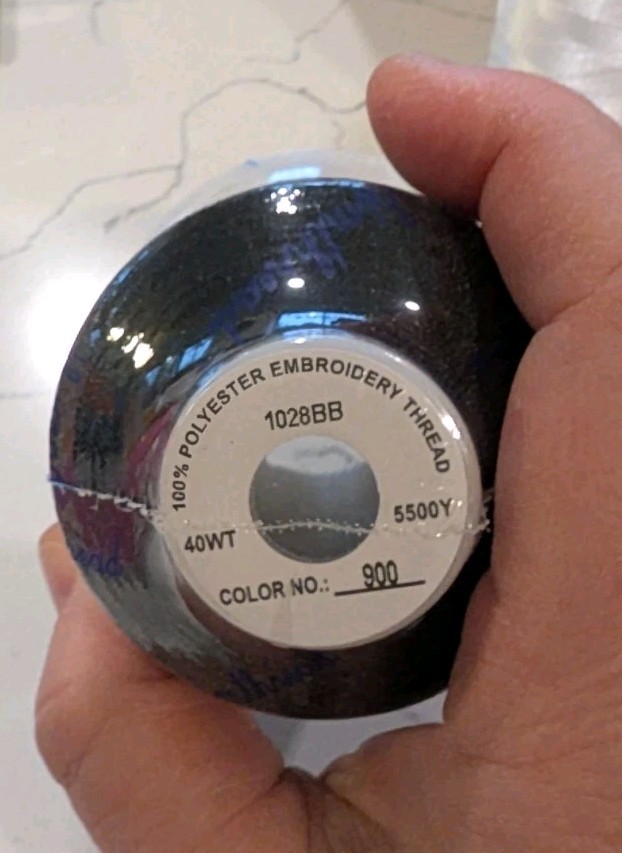 100% POLYESTER EMBROIDERY THREAD
1028BB
40WT
5500Y
COLOR NO.: 900